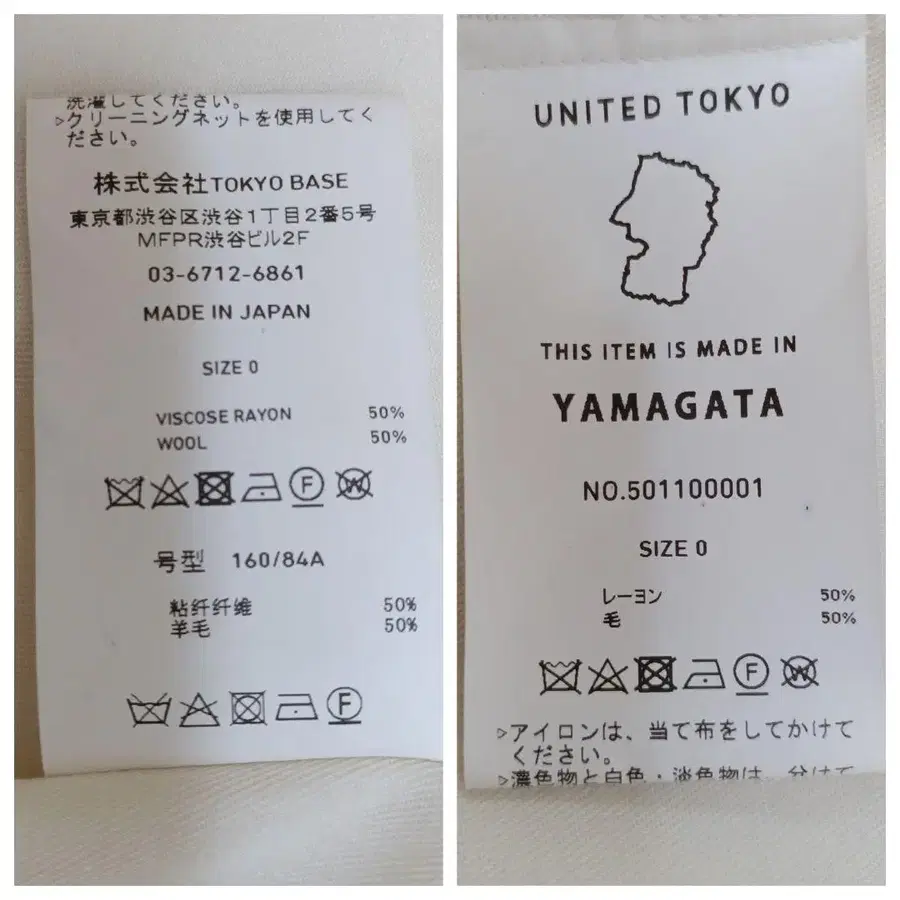 洗濯してください。
▷クリーニングネットを使用してく
ださい。
株式会社TOKYO BASE
東京都渋谷区渋谷1丁目2番5号
MFPR渋谷ビル2F
03-6712-6861
MADE IN JAPAN
SIZE 0
VISCOSE RAYON 50%
WOOL 50%
F W
号型 160/84A
粘纤纤维 50%
羊毛 50%
F
UNITED TOKYO
THIS ITEM IS MADE IN
YAMAGATA
NO.501100001
SIZE 0
レーヨン 50%
毛 50%
F W
▷アイロンは、当て布をしてかけて
ください。
▷濃色物と白色・淡色物は、分けて